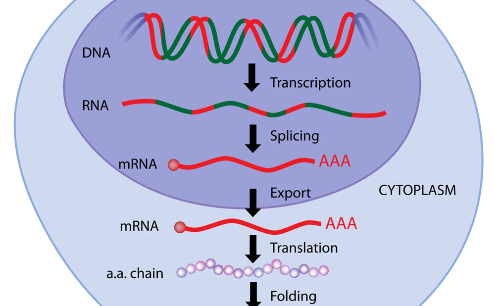 DNA
Transcription
RNA
Splicing
mRNA
AAA
Export
CYTOPLASM
mRNA
AAA
Translation
a.a. chain
Folding